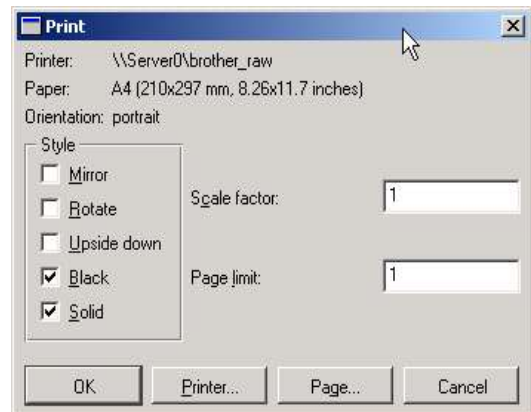 Print
Printer: \\Server0\brother_raw
Paper: A4 (210x297 mm, 8.26x11.7 inches)
Orientation: portrait
Style
Mirror
Rotate
Upside down
Black
Solid
Scale factor: 1
Page limit: 1
OK Printer... Page... Cancel